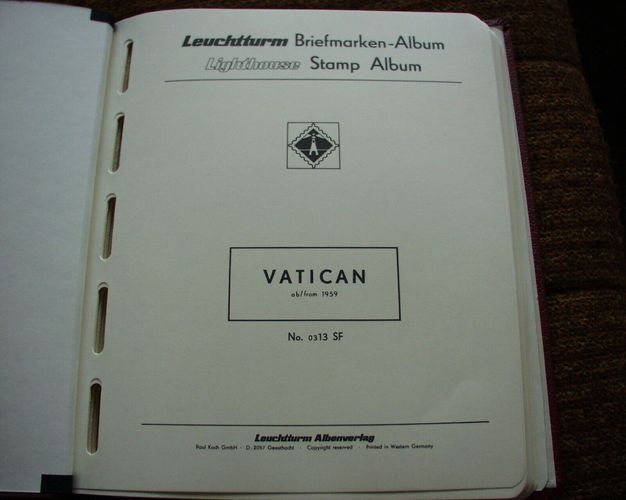 Leuchtturm Briefmarken-Album
Lighthouse Stamp Album
VATICAN
ab/from 1959
No. 0313 SF
Leuchtturm Albenverlag
Paul Koch GmbH · D-2057 Geesthacht · Copyright reserved · Printed in Western Germany